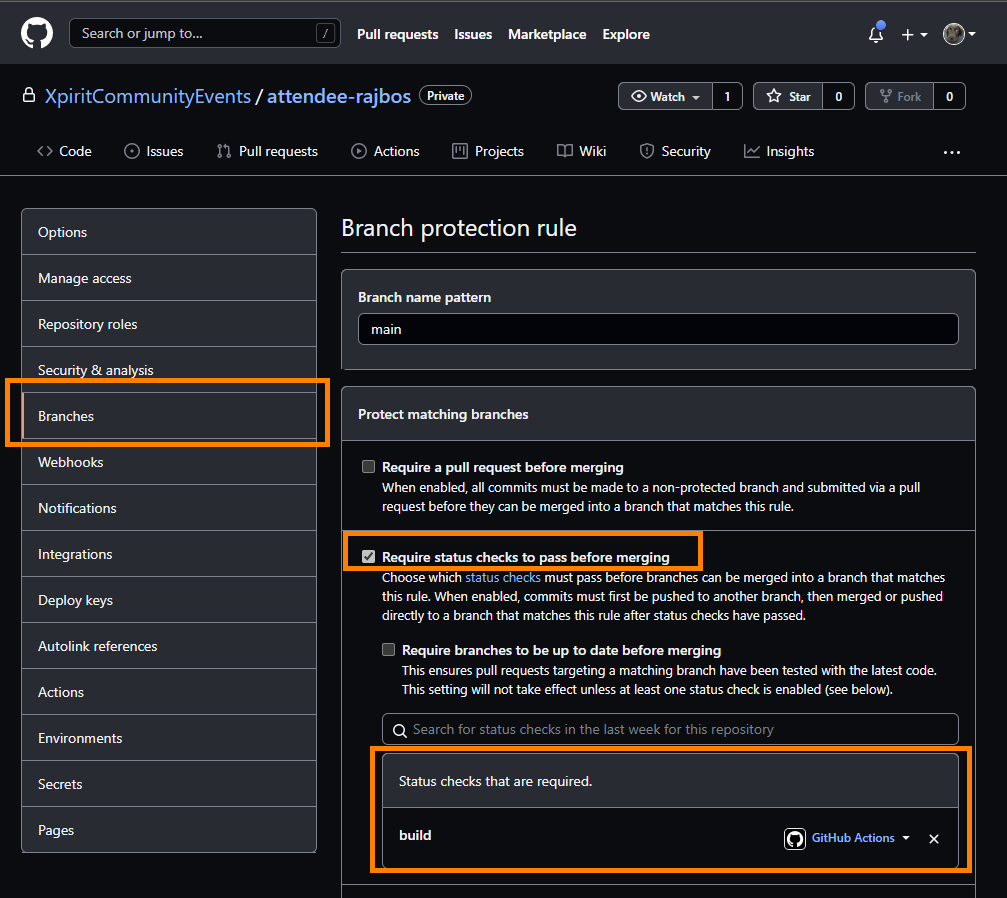 Search or jump to... /
Pull requests Issues Marketplace Explore
XpiritCommunityEvents / attendee-rajbos Private
Watch 1 Star 0 Fork 0
Code Issues Pull requests Actions Projects Wiki Security Insights ...
Options
Manage access
Repository roles
Security & analysis
Branches
Webhooks
Notifications
Integrations
Deploy keys
Autolink references
Actions
Environments
Secrets
Pages
Branch protection rule
Branch name pattern
main
Protect matching branches
Require a pull request before merging
When enabled, all commits must be made to a non-protected branch and submitted via a pull
request before they can be merged into a branch that matches this rule.
Require status checks to pass before merging
Choose which status checks must pass before branches can be merged into a branch that matches
this rule. When enabled, commits must first be pushed to another branch, then merged or pushed
directly to a branch that matches this rule after status checks have passed.
Require branches to be up to date before merging
This ensures pull requests targeting a matching branch have been tested with the latest code.
This setting will not take effect unless at least one status check is enabled (see below).
Search for status checks in the last week for this repository
Status checks that are required.
build
GitHub Actions